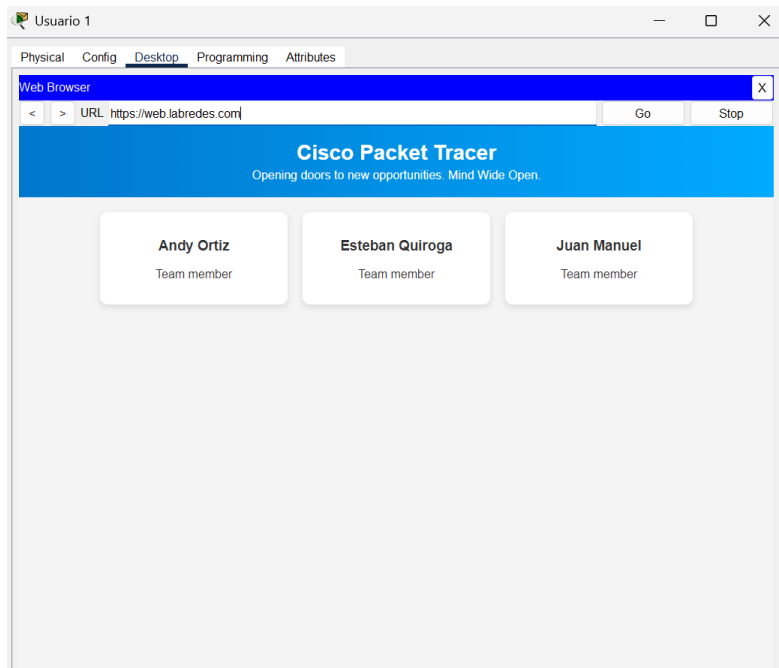 Usuario 1
Physical Config Desktop Programming Attributes
Web Browser X
< > URL https://web.labredes.com Go Stop
Cisco Packet Tracer
Opening doors to new opportunities. Mind Wide Open.
Andy Ortiz Esteban Quiroga Juan Manuel
Team member Team member Team member